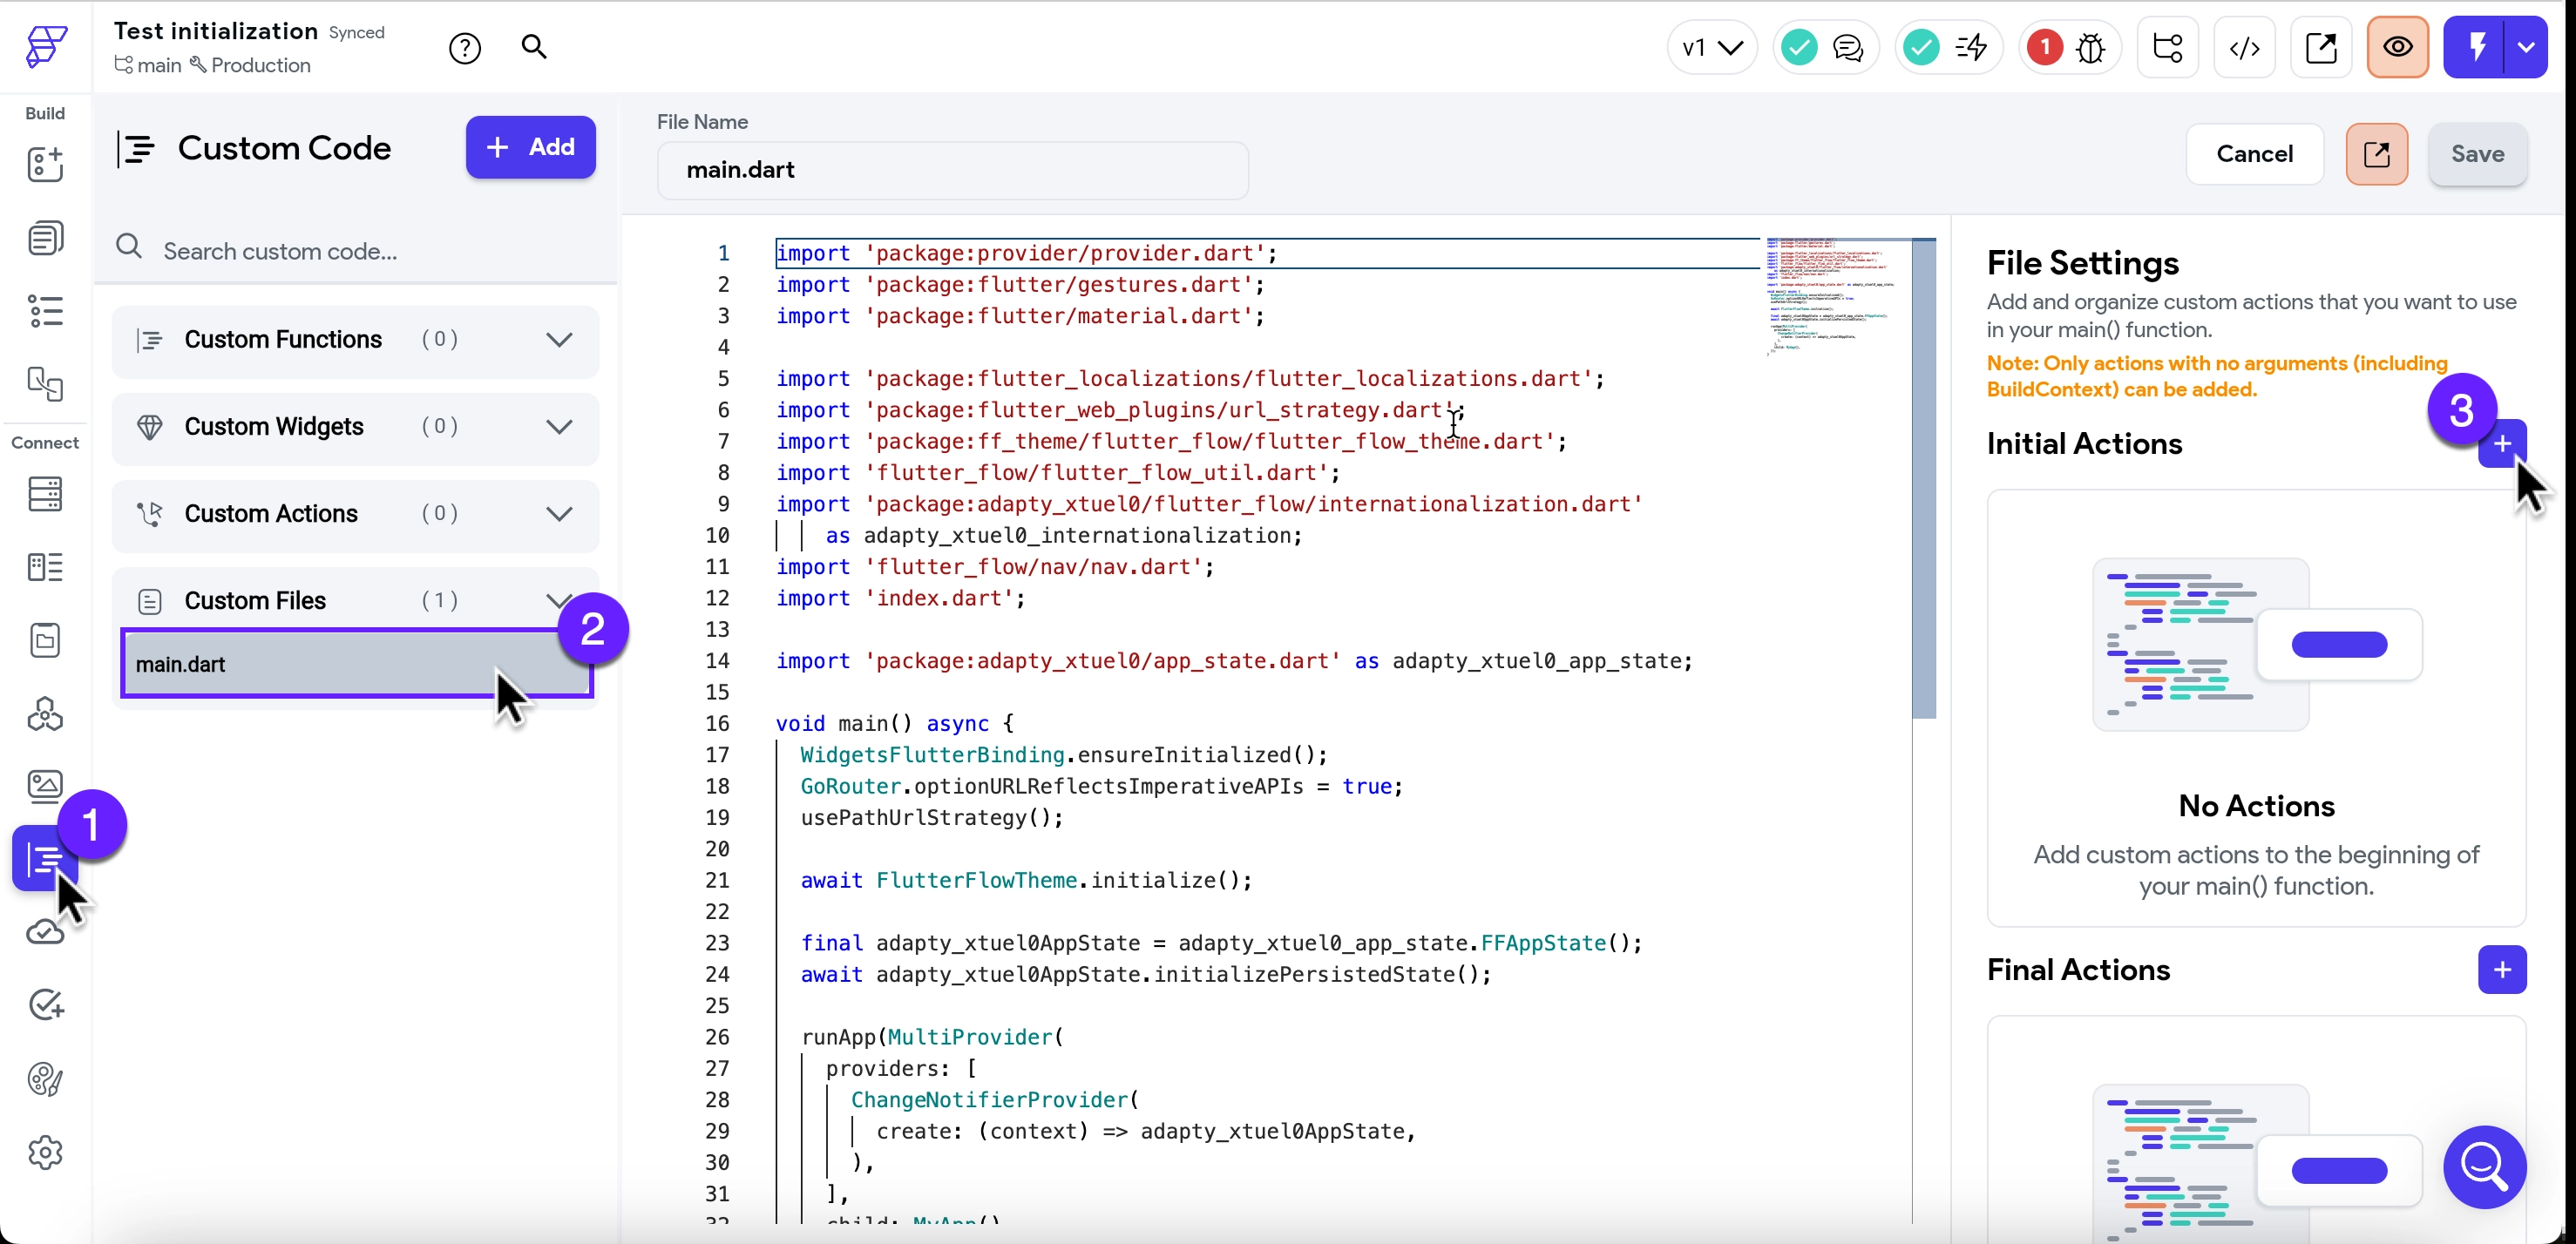 Test initialization Synced
main Production
v1
1
Build
Connect
Custom Code
+ Add
Search custom code...
Custom Functions (0)
Custom Widgets (0)
Custom Actions (0)
Custom Files (1)
main.dart
2
1
File Name
main.dart
Cancel
Save
1 import 'package:provider/provider.dart';
2 import 'package:flutter/gestures.dart';
3 import 'package:flutter/material.dart';
4
5 import 'package:flutter_localizations/flutter_localizations.dart';
6 import 'package:flutter_web_plugins/url_strategy.dart';
7 import 'package:ff_theme/flutter_flow/flutter_flow_theme.dart';
8 import 'flutter_flow/flutter_flow_util.dart';
9 import 'package:adapty_xtuel0/flutter_flow/internationalization.dart'
10 as adapty_xtuel0_internationalization;
11 import 'flutter_flow/nav/nav.dart';
12 import 'index.dart';
13
14 import 'package:adapty_xtuel0/app_state.dart' as adapty_xtuel0_app_state;
15
16 void main() async {
17 WidgetsFlutterBinding.ensureInitialized();
18 GoRouter.optionURLReflectsImperativeAPIs = true;
19 usePathUrlStrategy();
20
21 await FlutterFlowTheme.initialize();
22
23 final adapty_xtuel0AppState = adapty_xtuel0_app_state.FFAppState();
24 await adapty_xtuel0AppState.initializePersistedState();
25
26 runApp(MultiProvider(
27 providers: [
28 ChangeNotifierProvider(
29 create: (context) => adapty_xtuel0AppState,
30 ),
31 ],
32 child: MyApp()
File Settings
Add and organize custom actions that you want to use
in your main() function.
Note: Only actions with no arguments (including
BuildContext) can be added.
3
Initial Actions +
No Actions
Add custom actions to the beginning of
your main() function.
Final Actions +